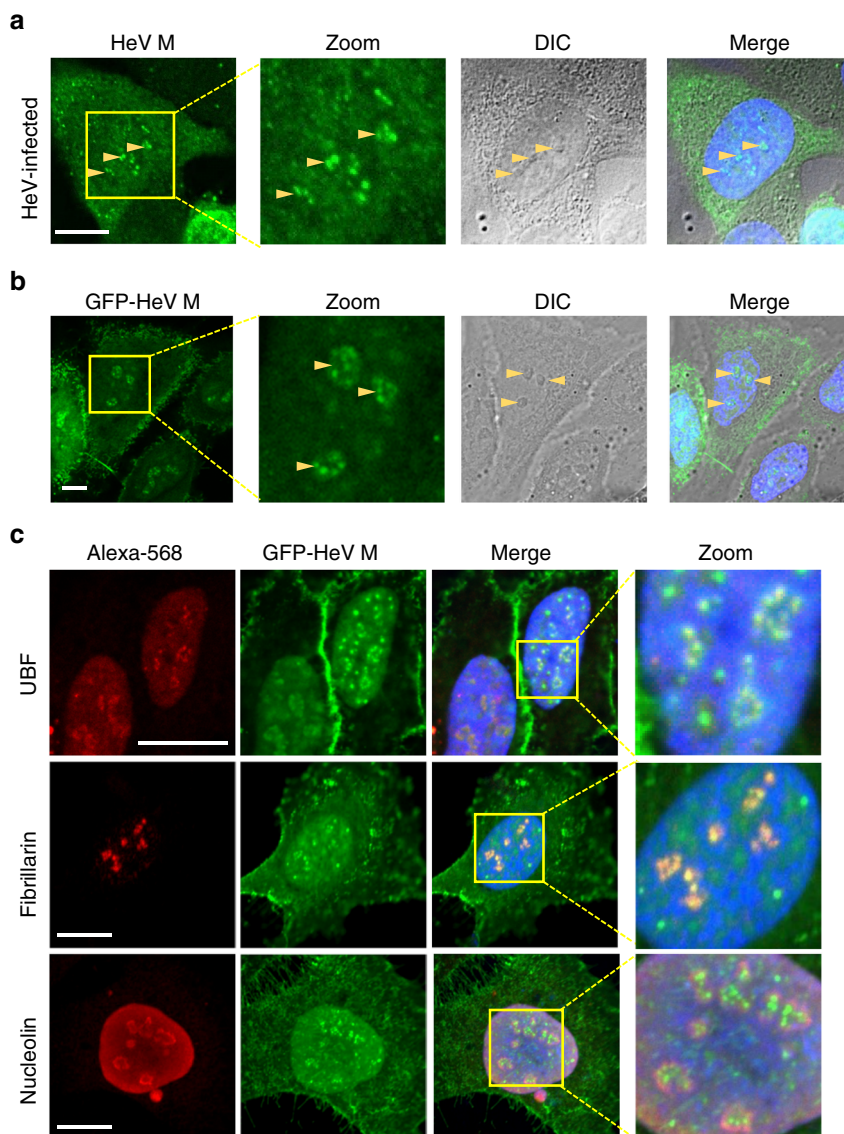 a
HeV M Zoom DIC Merge
HeV-infected
b
GFP-HeV M Zoom DIC Merge
c
Alexa-568 GFP-HeV M Merge Zoom
UBF
Fibrillarin
Nucleolin